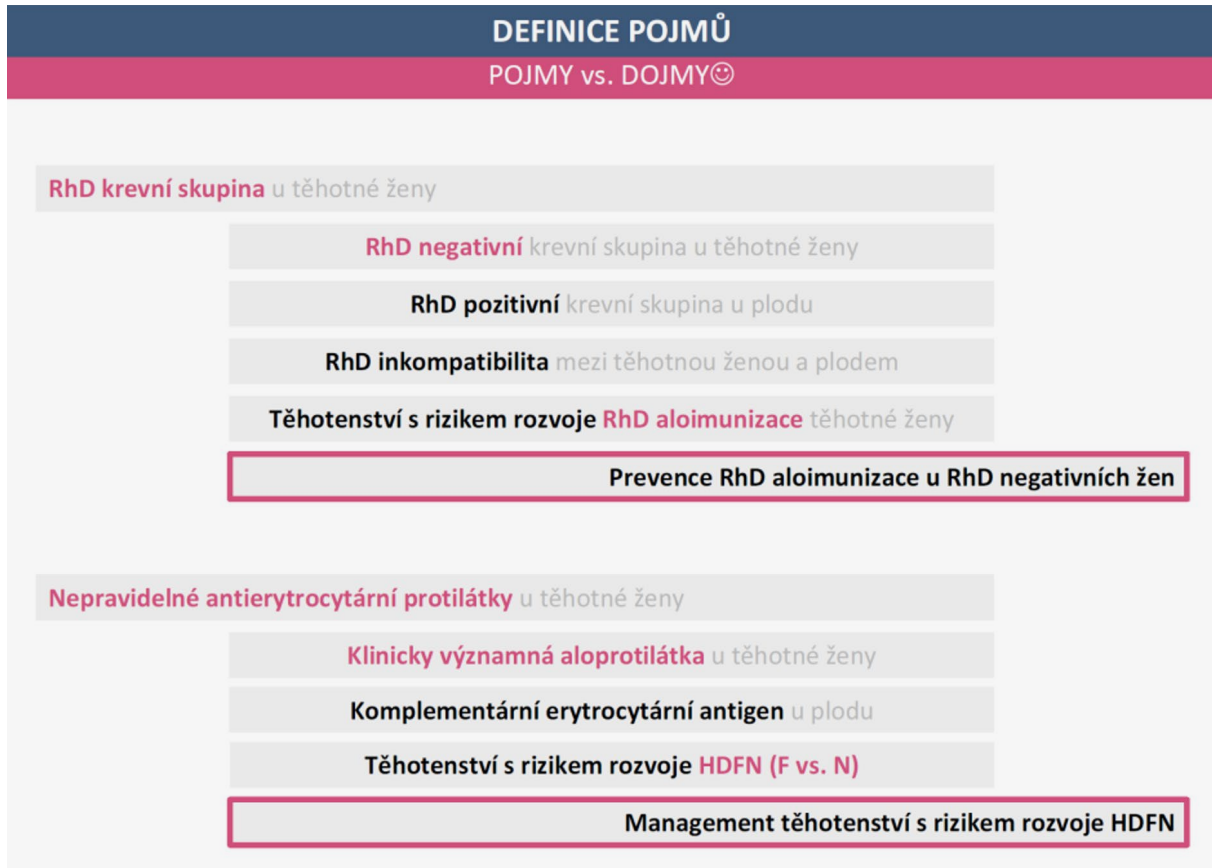 DEFINICE POJMŮ
POJMY vs. DOJMY☺
RhD krevní skupina u těhotné ženy
RhD negativní krevní skupina u těhotné ženy
RhD pozitivní krevní skupina u plodu
RhD inkompatibilita mezi těhotnou ženou a plodem
Těhotenství s rizikem rozvoje RhD aloimunizace těhotné ženy
Prevence RhD aloimunizace u RhD negativních žen
Nepravidelné antierytrocytární protilátky u těhotné ženy
Klinicky významná aloprotilátka u těhotné ženy
Komplementární erytrocytární antigen u plodu
Těhotenství s rizikem rozvoje HDFN (F vs. N)
Management těhotenství s rizikem rozvoje HDFN